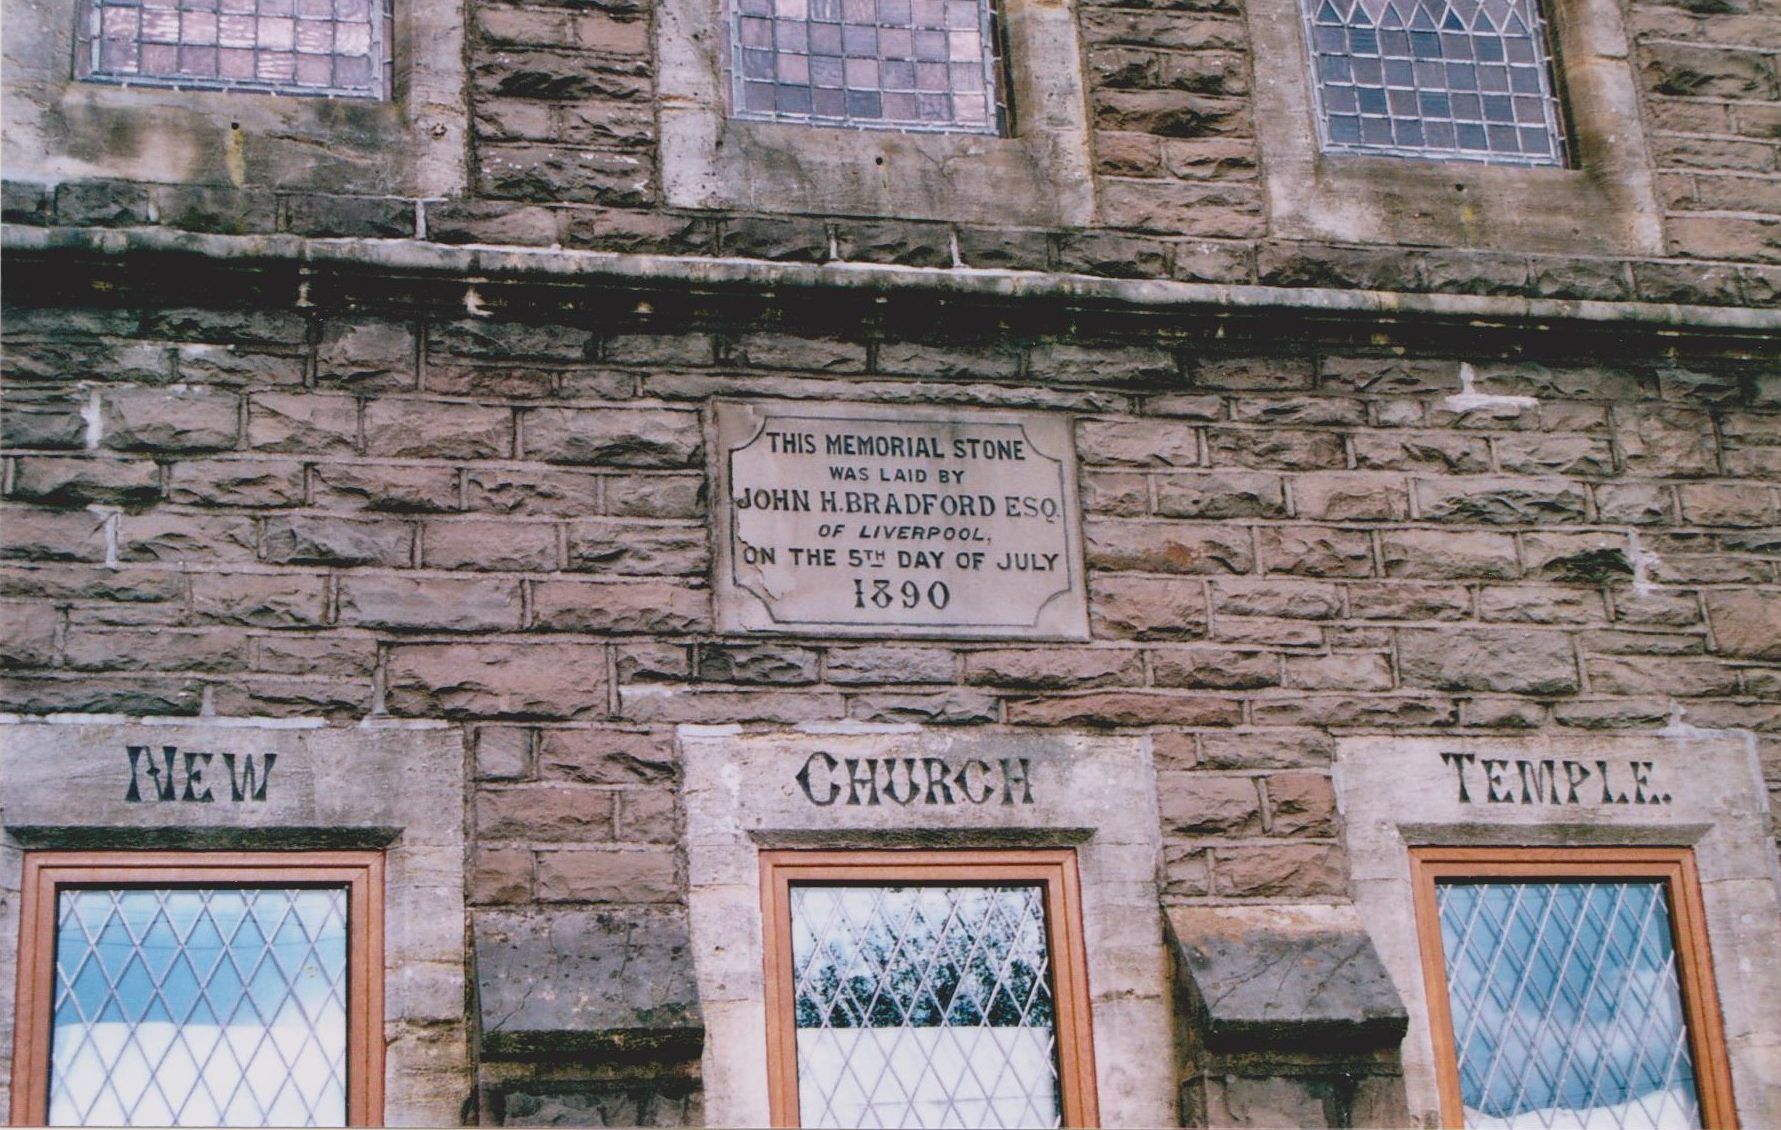 THIS MEMORIAL STONE
WAS LAID BY
JOHN H. BRADFORD ESQ.
OF LIVERPOOL,
ON THE 5TH DAY OF JULY
1890
NEW CHURCH TEMPLE.